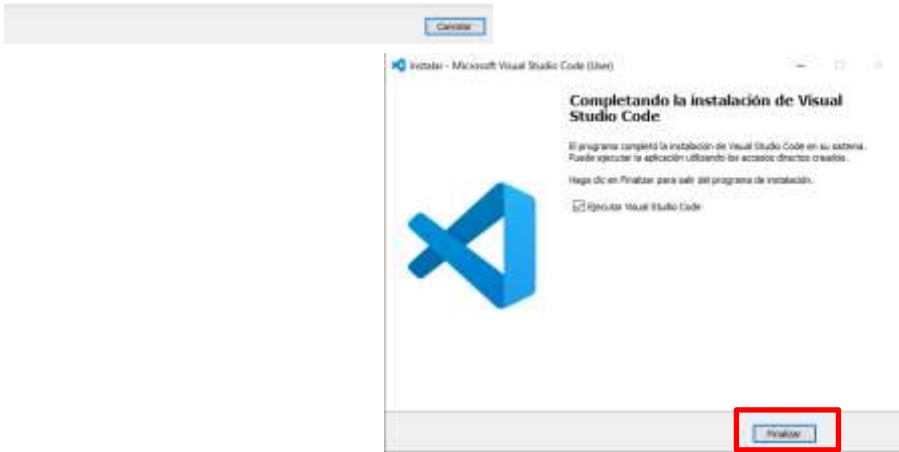 Cancelar
Instalar - Microsoft Visual Studio Code (User)
Completando la instalación de Visual
Studio Code
El programa completó la instalación de Visual Studio Code en su sistema.
Puede ejecutar la aplicación utilizando los accesos directos creados.
Haga clic en Finalizar para salir del programa de instalación.
Ejecutar Visual Studio Code
Finalizar